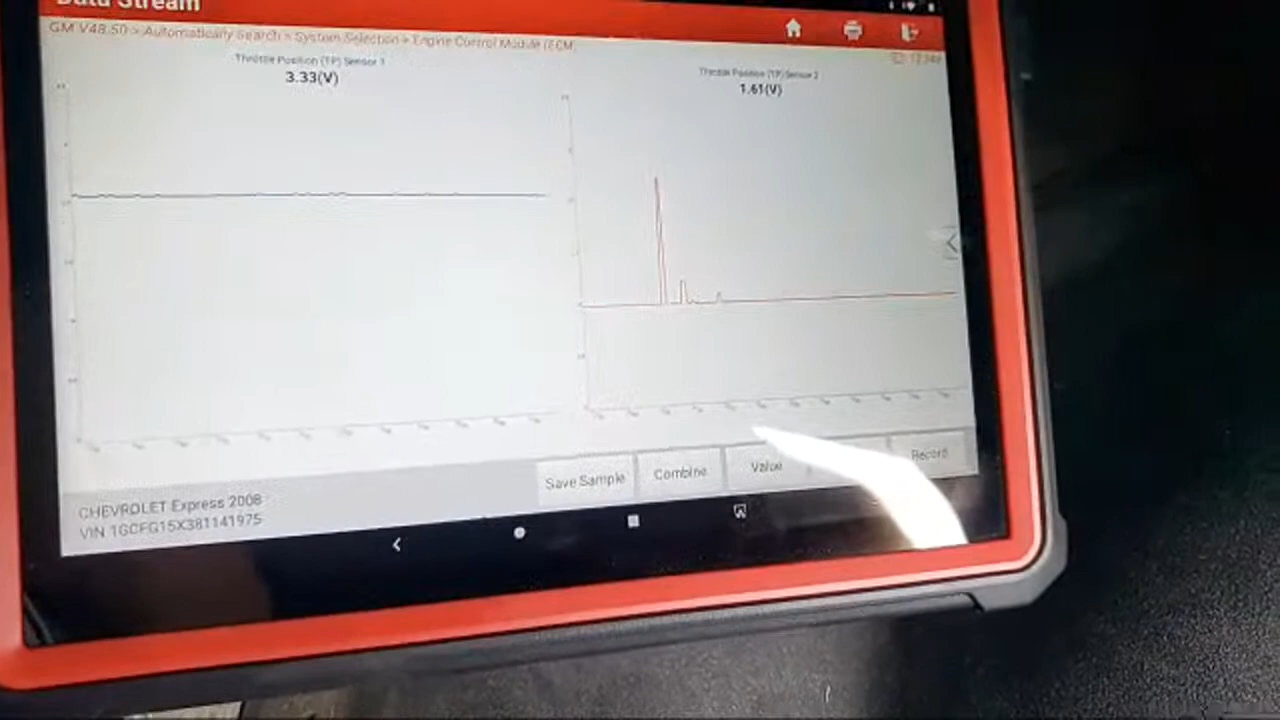 Data Stream
GM V48.50 > Automatically Search > System Selection > Engine Control Module (ECM
Throttle Position (TP) Sensor 1
3.33(V)
Throttle Position (TP) Sensor 2
1.61(V)
Save Sample
Combine
Value
Record
CHEVROLET Express 2008
VIN 1GCFG15X381141975